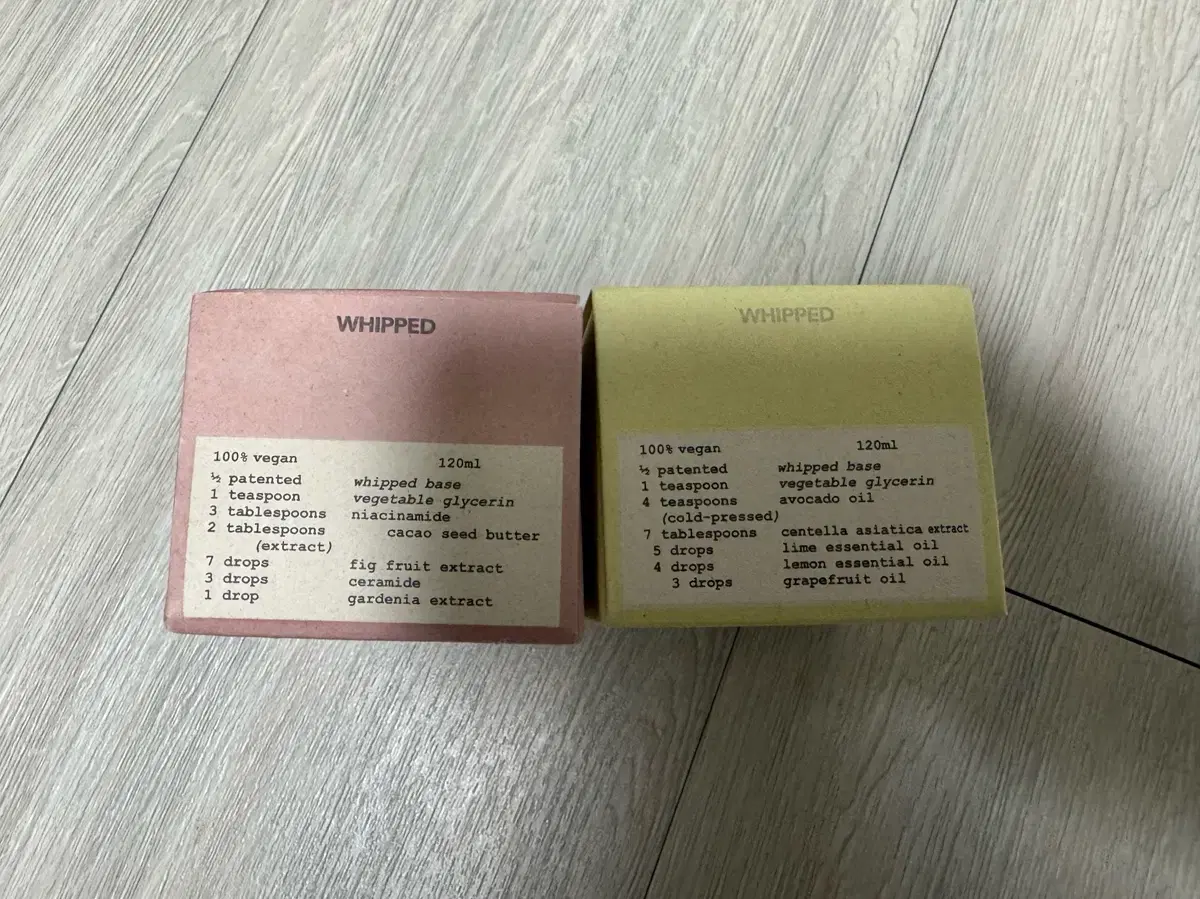 WHIPPED
100% vegan 120ml
½ patented whipped base
1 teaspoon vegetable glycerin
3 tablespoons niacinamide
2 tablespoons cacao seed butter
(extract)
7 drops fig fruit extract
3 drops ceramide
1 drop gardenia extract
WHIPPED
100% vegan 120ml
½ patented whipped base
1 teaspoon vegetable glycerin
4 teaspoons avocado oil
(cold-pressed)
7 tablespoons centella asiatica extract
5 drops lime essential oil
4 drops lemon essential oil
3 drops grapefruit oil